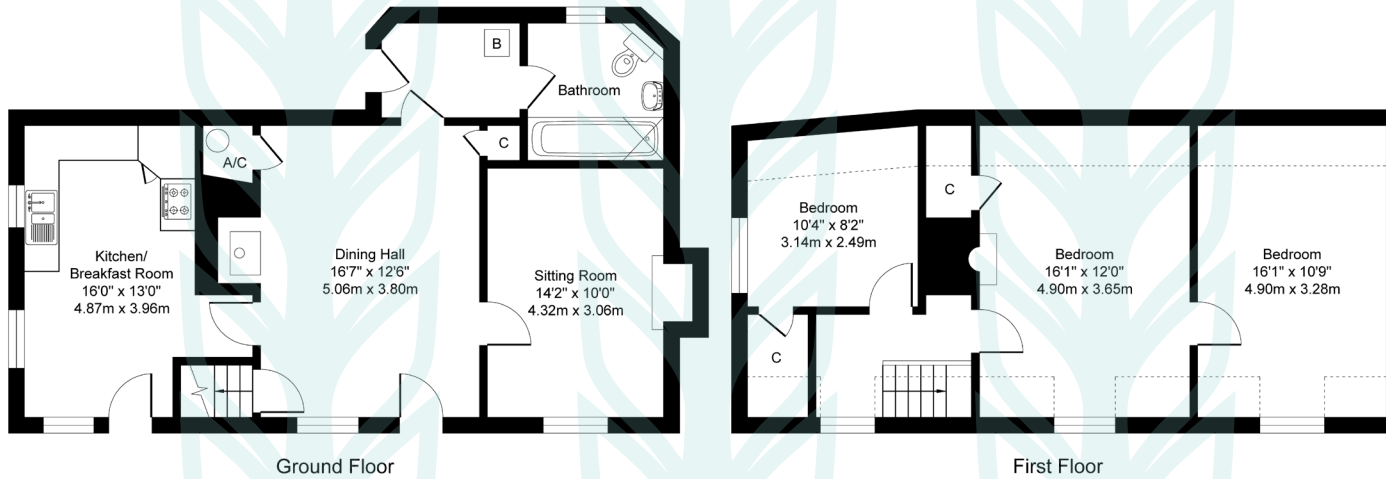 B
Bathroom
C
A/C
Kitchen/
Breakfast Room
16'0" x 13'0"
4.87m x 3.96m
Dining Hall
16'7" x 12'6"
5.06m x 3.80m
Sitting Room
14'2" x 10'0"
4.32m x 3.06m
Ground Floor
C
Bedroom
10'4" x 8'2"
3.14m x 2.49m
Bedroom
16'1" x 12'0"
4.90m x 3.65m
Bedroom
16'1" x 10'9"
4.90m x 3.28m
C
First Floor